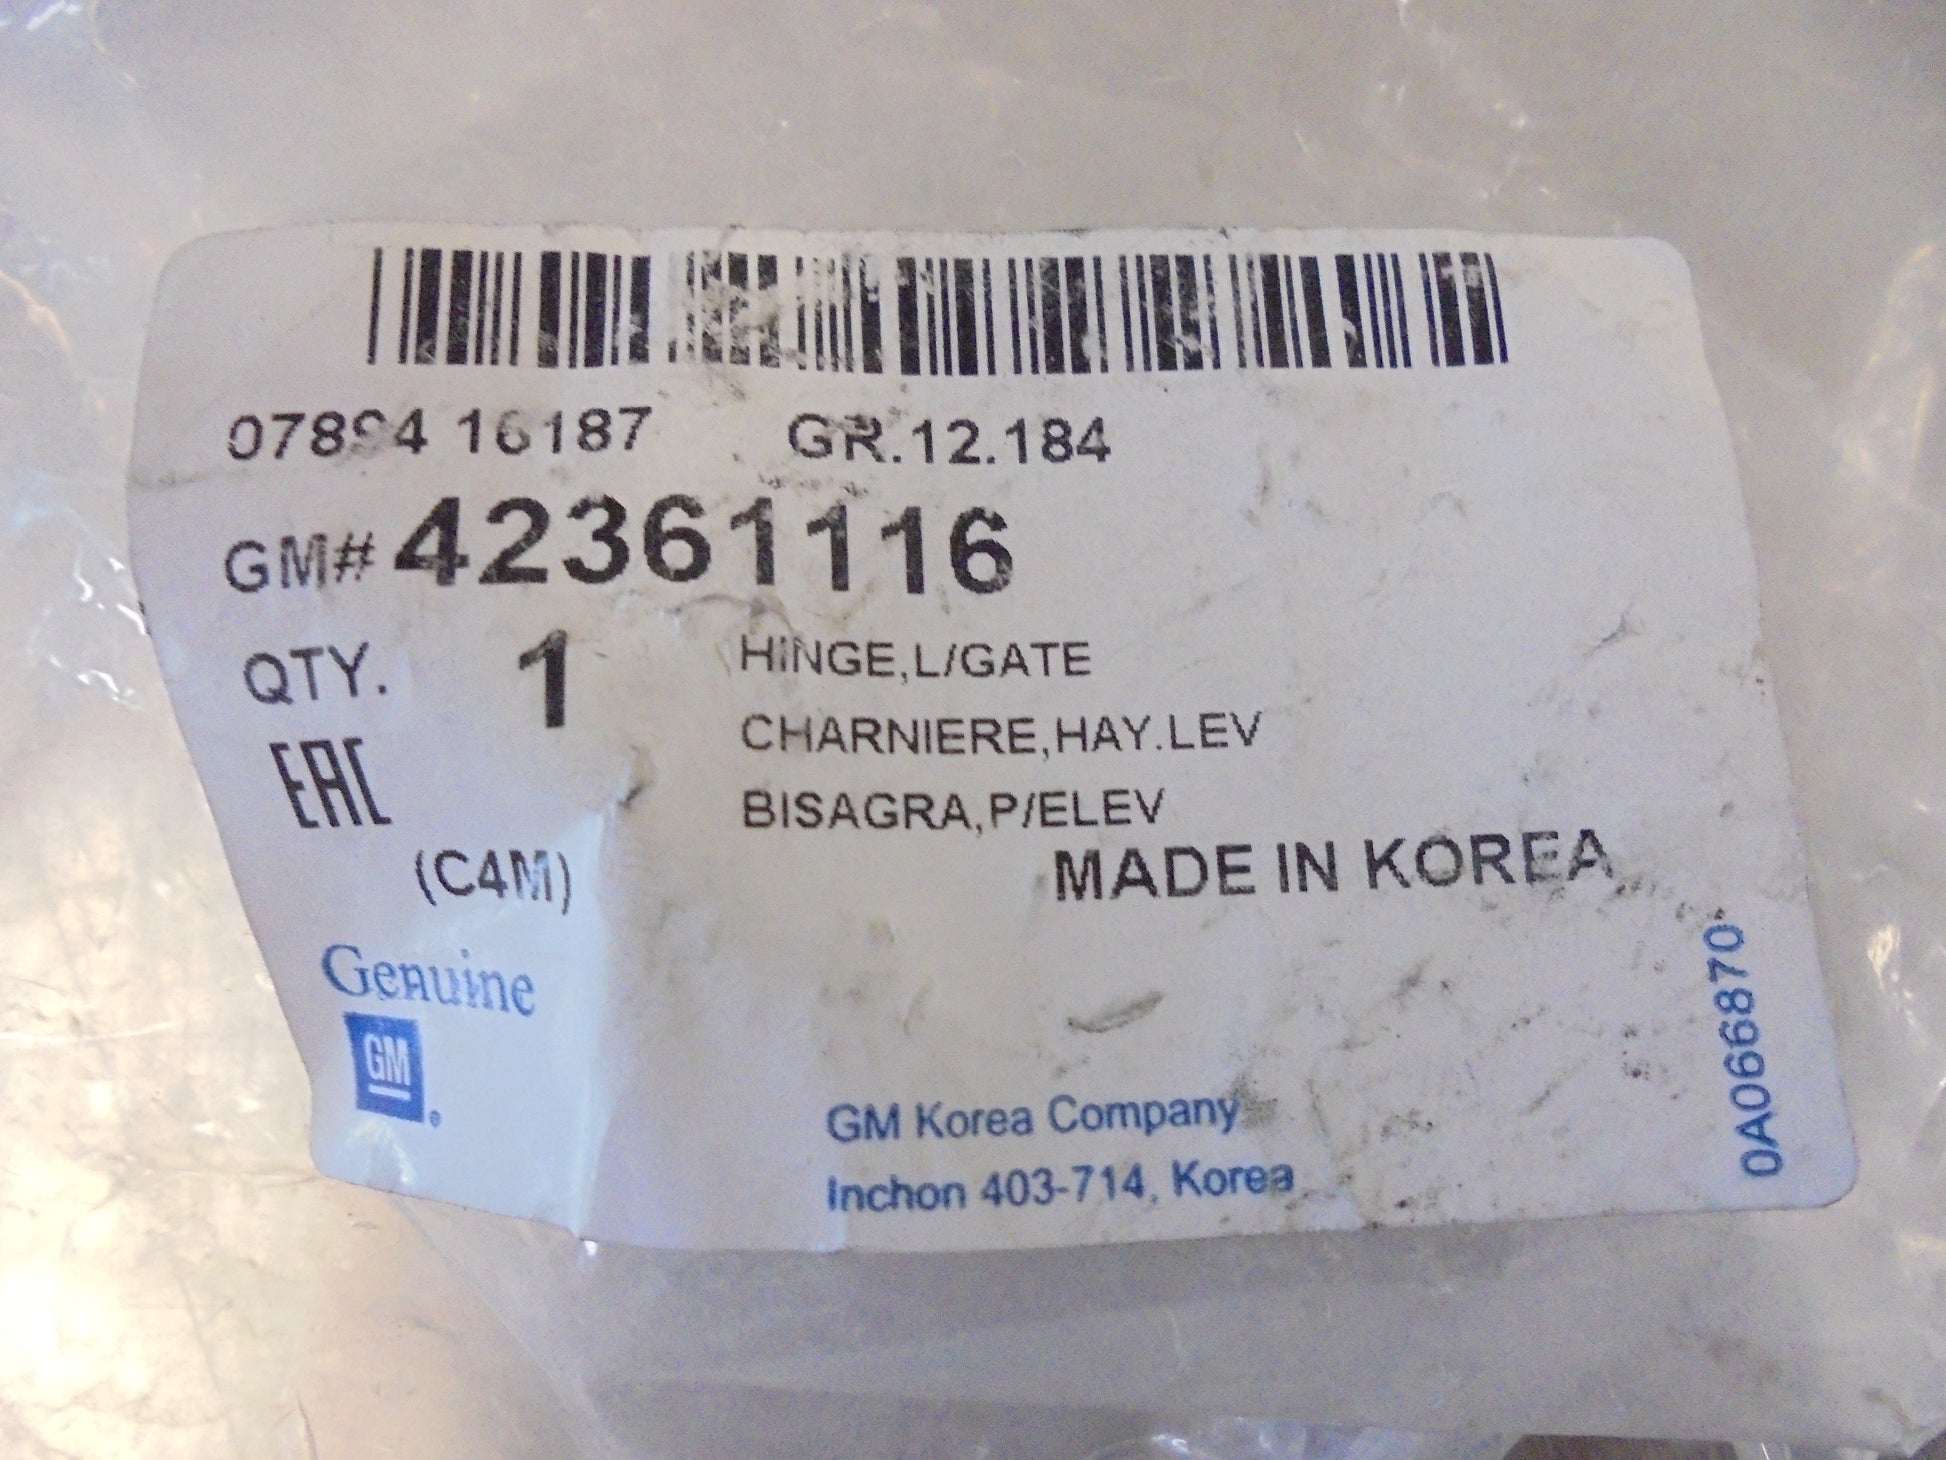 07894 16187 GR.12.184
GM# 42361116
QTY. 1 HINGE,L/GATE
CHARNIERE,HAY.LEV
EAC
BISAGRA,P/ELEV
(C4M) MADE IN KOREA
Genuine
GM
®
GM Korea Company
Inchon 403-714, Korea
0A066870